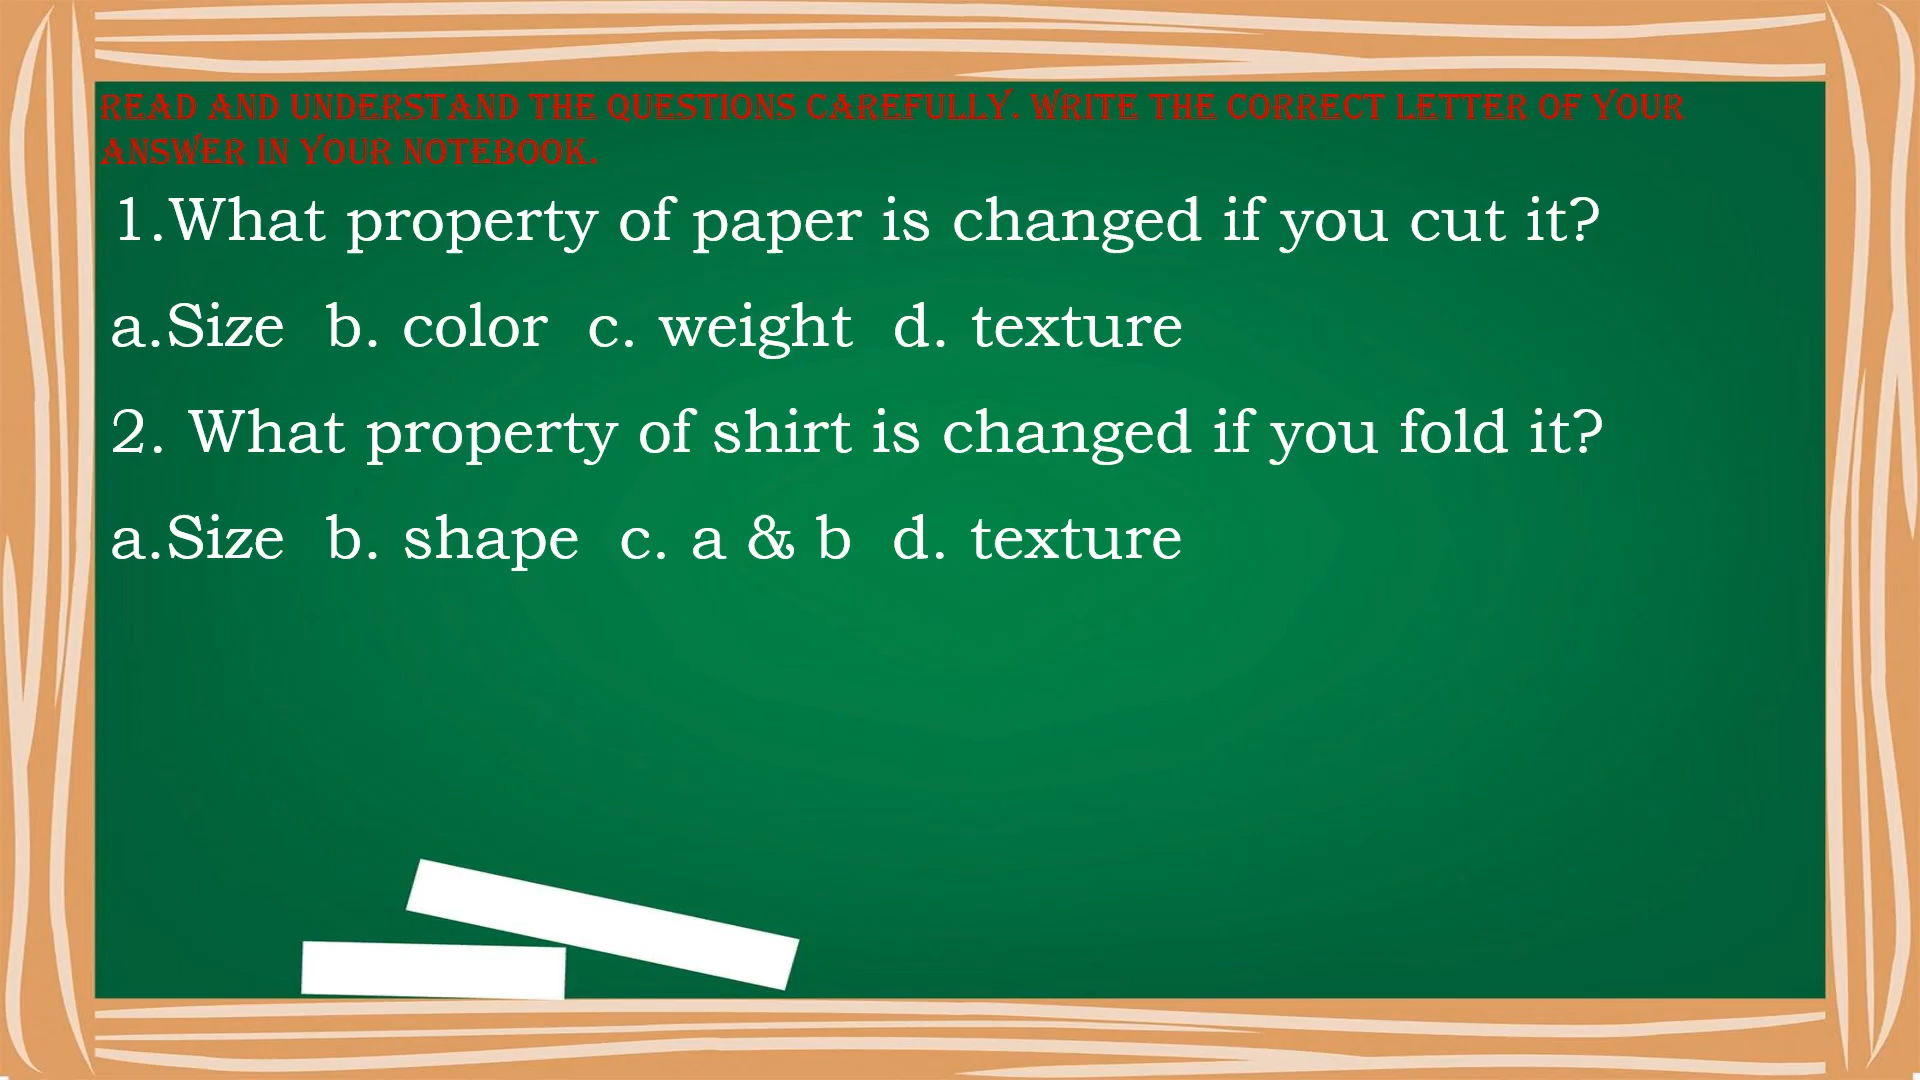 READ AND UNDERSTAND THE QUESTIONS CAREFULLY. WRITE THE CORRECT LETTER OF YOUR
ANSWER IN YOUR NOTEBOOK.
1.What property of paper is changed if you cut it?
a.Size b. color c. weight d. texture
2. What property of shirt is changed if you fold it?
a.Size b. shape c. a & b d. texture